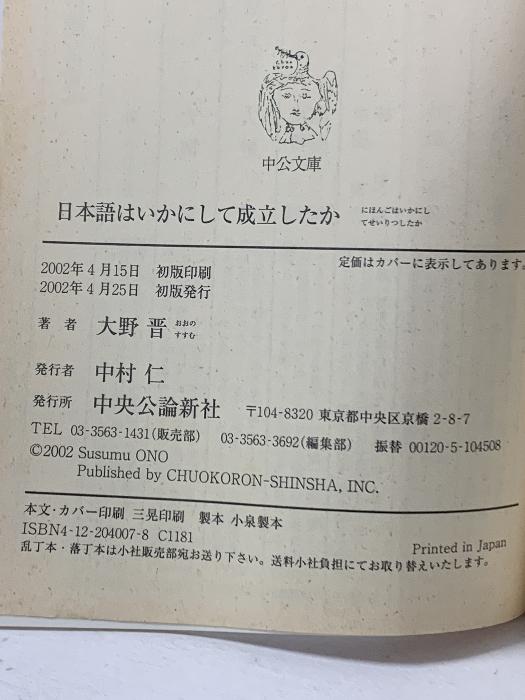 Chuo
Koron
中公文庫
日本語はいかにして成立したか
にほんごはいかにし
てせいりつしたか
定価はカバーに表示してあります。
2002年4月15日 初版印刷
2002年4月25日 初版発行
著者 大野 晋 おおの すすむ
発行者 中村 仁
発行所 中央公論新社 〒104-8320 東京都中央区京橋 2-8-7
TEL 03-3563-1431(販売部) 03-3563-3692(編集部) 振替 00120-5-104508
©2002 Susumu ONO
Published by CHUOKORON-SHINSHA, INC.
本文・カバー印刷 三晃印刷 製本 小泉製本
ISBN4-12-204007-8 C1181
Printed in Japan
乱丁本・落丁本は小社販売部宛お送り下さい。送料小社負担にてお取り替えいたします。